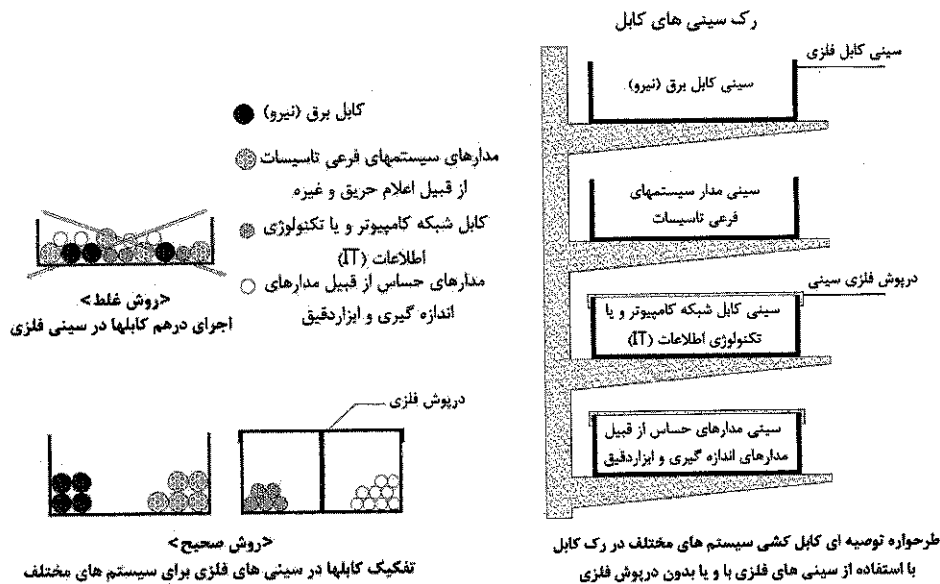 رک سینی های کابل
سینی کابل فلزی
سینی کابل برق (نیرو)
سینی مدار سیستمهای
فرعی تاسیسات
درپوش فلزی سینی
سینی کابل شبکه کامپیوتر و یا
تکنولوژی اطلاعات (IT)
سینی مدارهای حساس از قبیل
مدارهای اندازه گیری و ابزاردقیق
طرحواره توصیه ای کابل کشی سیستم های مختلف در رک کابل
با استفاده از سینی های فلزی با و یا بدون درپوش فلزی
کابل برق (نیرو)
مدارهای سیستمهای فرعی تاسیسات
از قبیل اعلام حریق و غیره
کابل شبکه کامپیوتر و یا تکنولوژی
اطلاعات (IT)
مدارهای حساس از قبیل مدارهای
اندازه گیری و ابزاردقیق
<روش غلط>
اجرای درهم کابلها در سینی فلزی
درپوش فلزی
<روش صحیح>
تفکیک کابلها در سینی های فلزی برای سیستم های مختلف